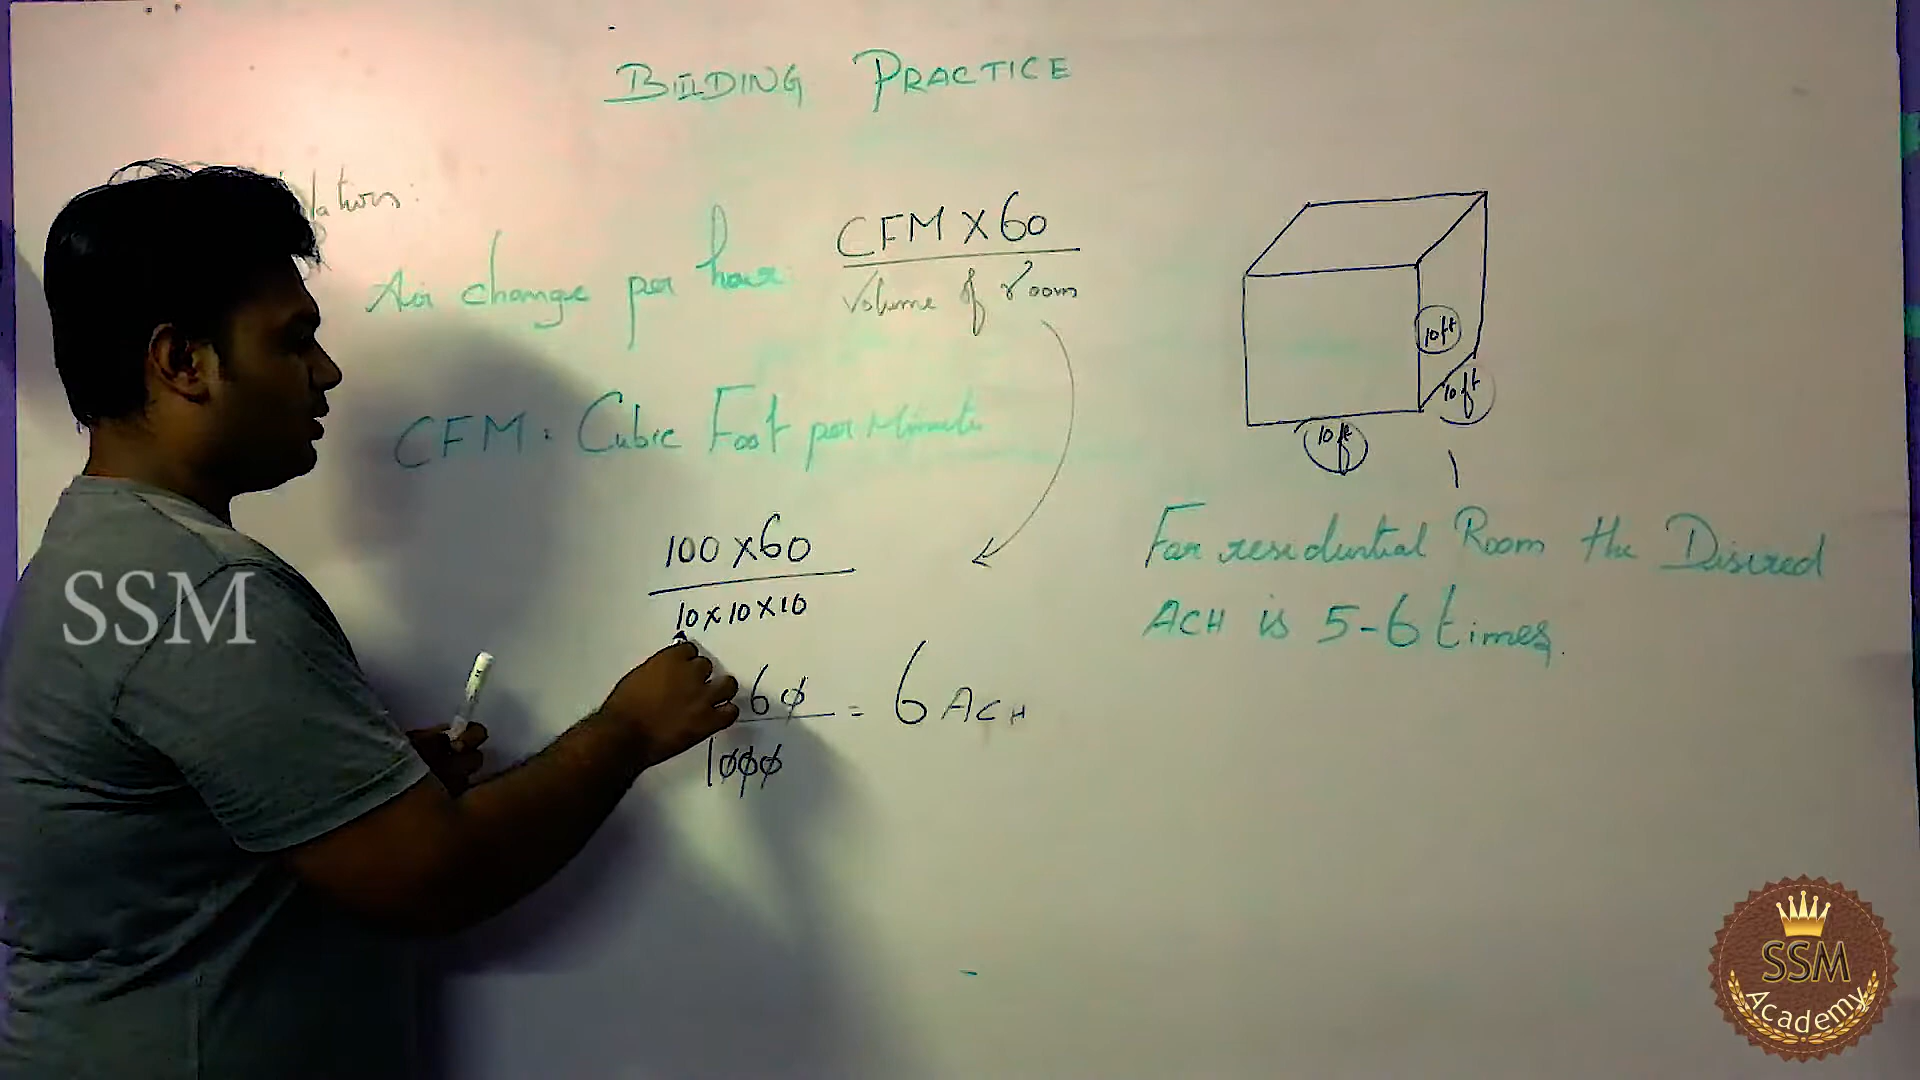 BUILDING PRACTICE
lation:
Air change per hour:
CFM X 60
Volume of room
CFM: Cubic Foot per Minute
100 x 60
10 x 10 x 10
60
1000
= 6 ACH
10ft
10ft
10ft
For residential Room the Disired
ACH is 5-6 times.
SSM
SSM
Academy